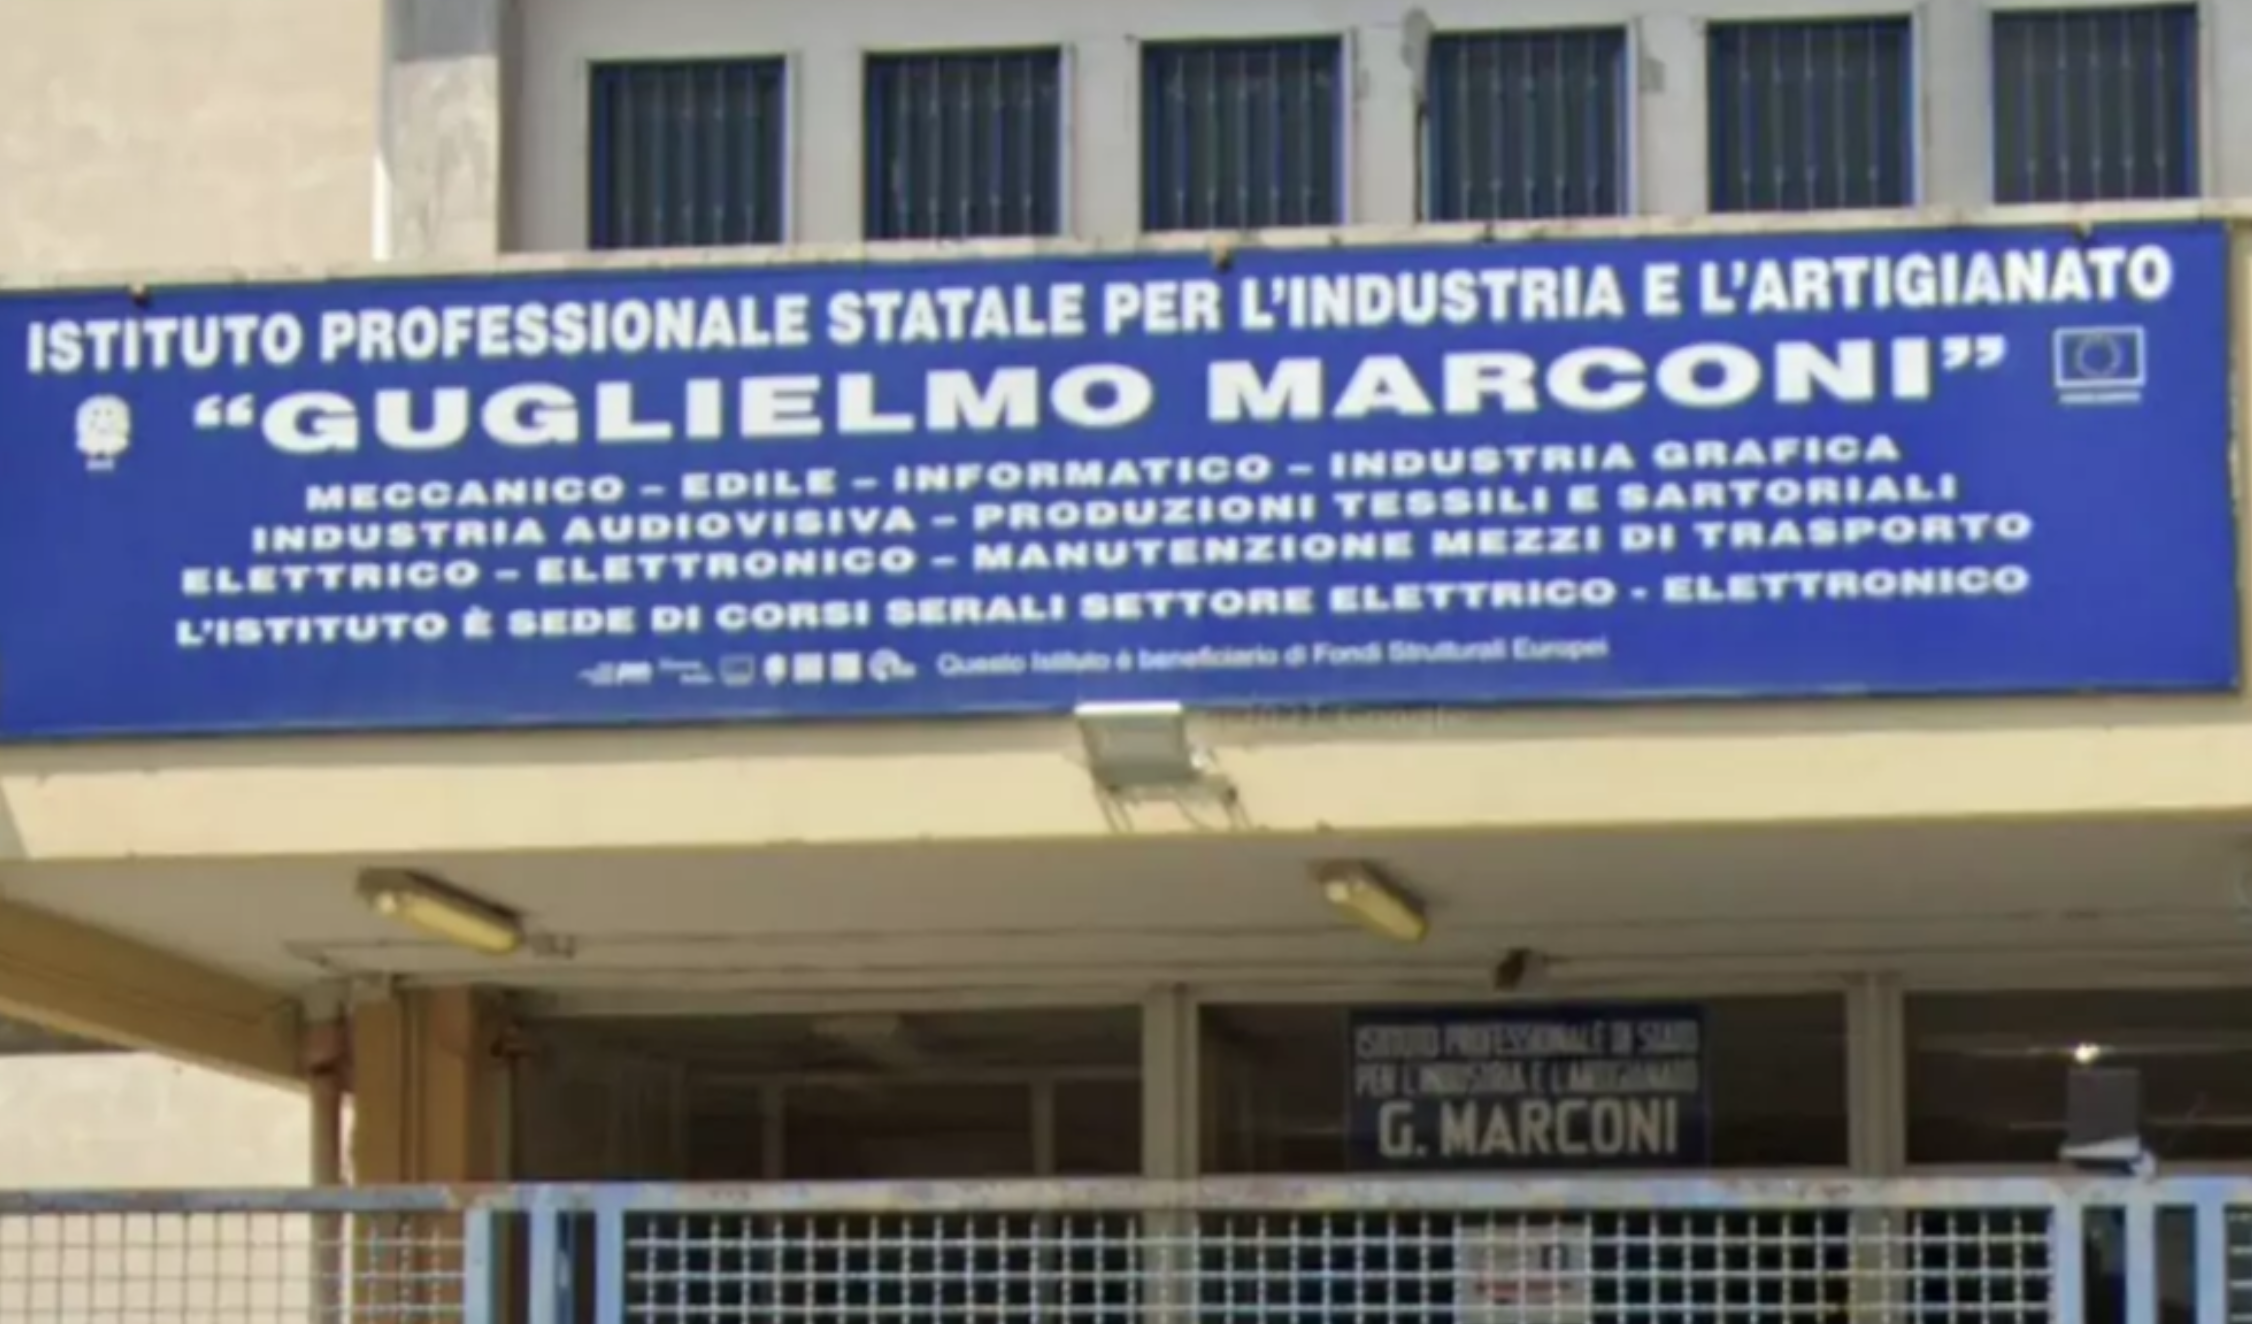 ISTITUTO PROFESSIONALE STATALE PER L'INDUSTRIA E L'ARTIGIANATO
“GUGLIELMO MARCONI”
MECCANICO – EDILE – INFORMATICO – INDUSTRIA GRAFICA
INDUSTRIA AUDIOVISIVA – PRODUZIONI TESSILI E SARTORIALI
ELETTRICO – ELETTRONICO – MANUTENZIONE MEZZI DI TRASPORTO
L'ISTITUTO È SEDE DI CORSI SERALI SETTORE ELETTRICO - ELETTRONICO
Questo Istituto è beneficiario di Fondi Strutturali Europei
ISTITUTO PROFESSIONALE DI STATO
PER L'INDUSTRIA E L'ARTIGIANATO
G. MARCONI